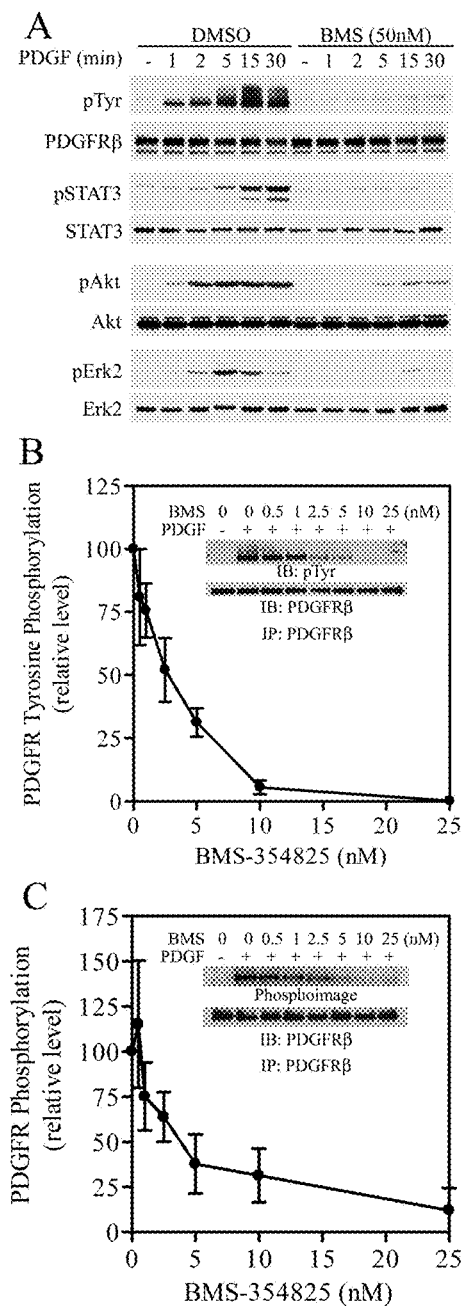 A
DMSO BMS (50nM)
PDGF (min) - 1 2 5 15 30 - 1 2 5 15 30
pTyr
PDGFRβ
pSTAT3
STAT3
pAkt
Akt
pErk2
Erk2
B
PDGFR Tyrosine Phosphorylation
(relative level)
125
100
75
50
25
0
BMS 0 0 0.5 1 2.5 5 10 25 (nM)
PDGF - + + + + + + +
IB: pTyr
IB: PDGFRβ
IP: PDGFRβ
0 5 10 15 20 25
BMS-354825 (nM)
C
PDGFR Phosphorylation
(relative level)
175
150
125
100
75
50
25
0
BMS 0 0 0.5 1 2.5 5 10 25 (nM)
PDGF - + + + + + + +
Phosphoimage
IB: PDGFRβ
IP: PDGFRβ
0 5 10 15 20 25
BMS-354825 (nM)